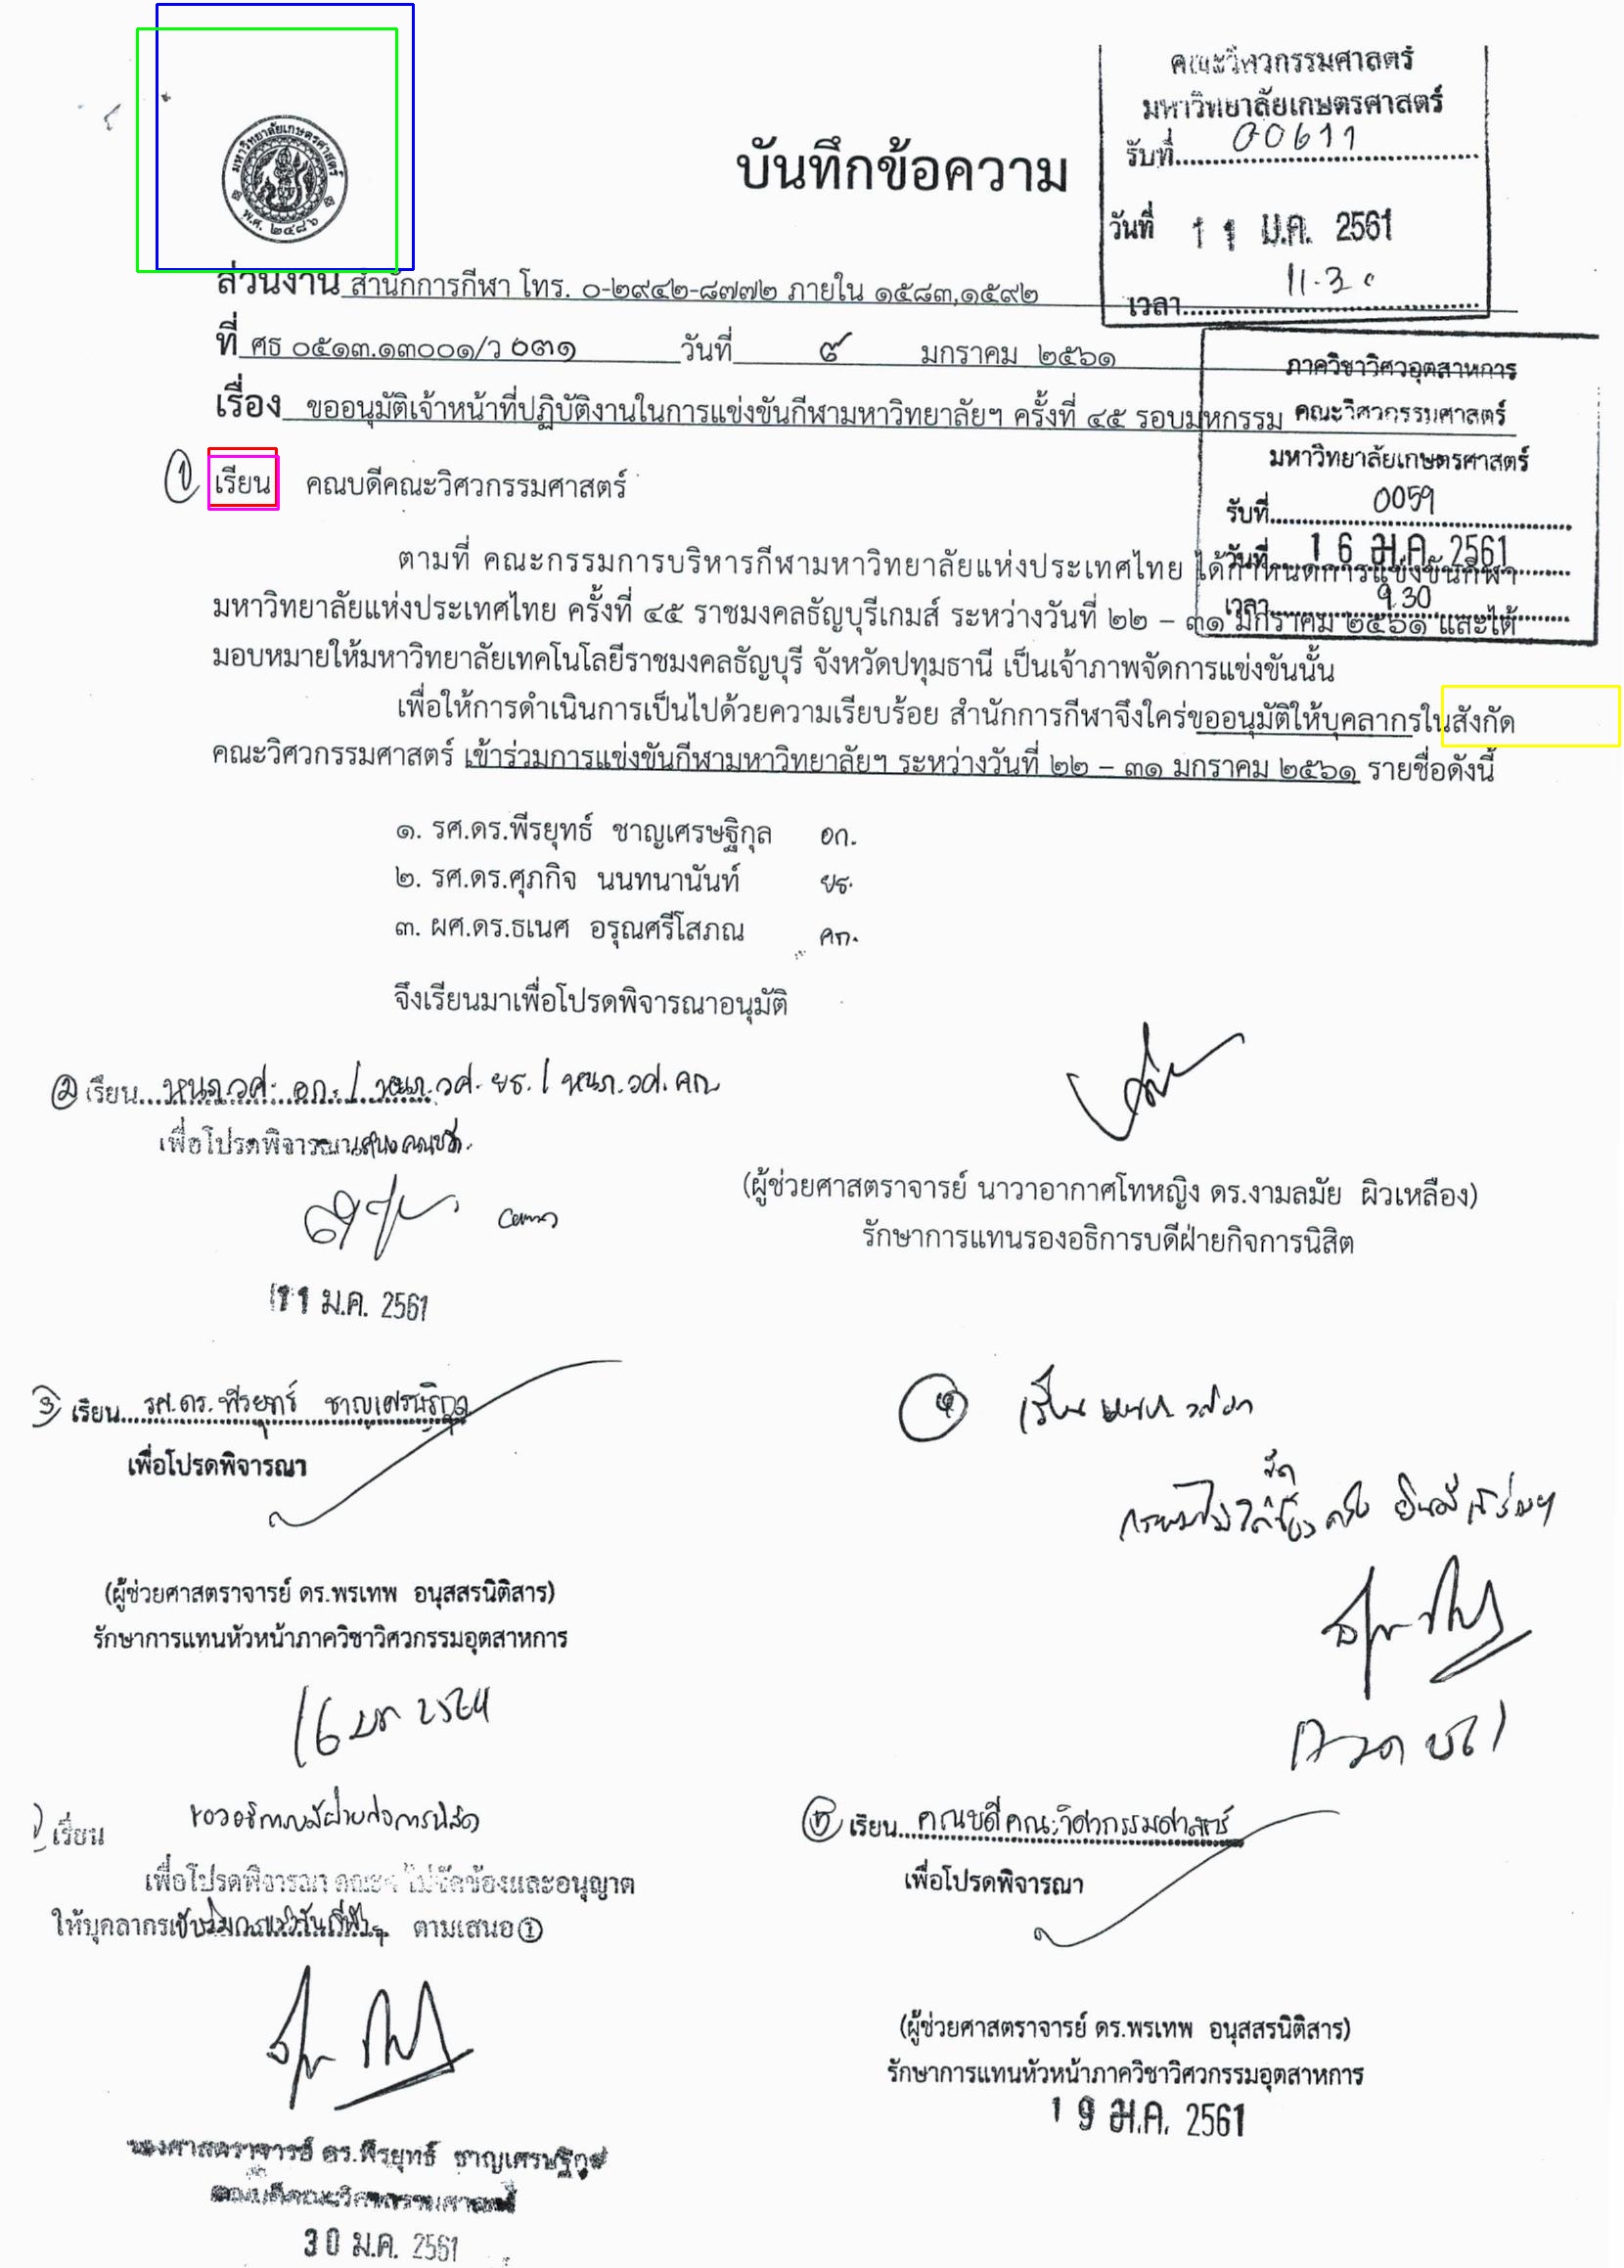 มหาวิทยาลัยเกษตรศาสตร์
พ.ศ. ๒๔๘๖
บันทึกข้อความ
คณะวิศวกรรมศาสตร์
มหาวิทยาลัยเกษตรศาสตร์
รับที่ 00611
วันที่ 11 ม.ค. 2561
เวลา 11.30
ส่วนงาน สำนักการกีฬา โทร. ๐-๒๙๔๒-๘๗๗๒ ภายใน ๑๕๘๓,๑๕๙๒
ที่ ศธ ๐๕๑๓.๑๓๐๐๑/ว ๐๓๑ วันที่ ๙ มกราคม ๒๕๖๑
เรื่อง ขออนุมัติเจ้าหน้าที่ปฏิบัติงานในการแข่งขันกีฬามหาวิทยาลัยฯ ครั้งที่ ๔๕ รอบมหกรรม
ภาควิชาวิศวอุตสาหการ
คณะวิศวกรรมศาสตร์
มหาวิทยาลัยเกษตรศาสตร์
รับที่ 0059
วันที่ 16 ม.ค. 2561
เวลา 9.30
① เรียน คณบดีคณะวิศวกรรมศาสตร์
ตามที่ คณะกรรมการบริหารกีฬามหาวิทยาลัยแห่งประเทศไทย ได้กำหนดการแข่งขันกีฬา
มหาวิทยาลัยแห่งประเทศไทย ครั้งที่ ๔๕ ราชมงคลธัญบุรีเกมส์ ระหว่างวันที่ ๒๒ – ๓๑ มกราคม ๒๕๖๑ และได้
มอบหมายให้มหาวิทยาลัยเทคโนโลยีราชมงคลธัญบุรี จังหวัดปทุมธานี เป็นเจ้าภาพจัดการแข่งขันนั้น
เพื่อให้การดำเนินการเป็นไปด้วยความเรียบร้อย สำนักการกีฬาจึงใคร่ขออนุมัติให้บุคลากรในสังกัด
คณะวิศวกรรมศาสตร์ เข้าร่วมการแข่งขันกีฬามหาวิทยาลัยฯ ระหว่างวันที่ ๒๒ – ๓๑ มกราคม ๒๕๖๑ รายชื่อดังนี้
๑. รศ.ดร.พีรยุทธ์ ชาญเศรษฐิกุล อก.
๒. รศ.ดร.ศุภกิจ นนทนานันท์ ยธ.
๓. ผศ.ดร.ธเนศ อรุณศรีโสภณ คก.
จึงเรียนมาเพื่อโปรดพิจารณาอนุมัติ
② เรียน หนภ.วศ. อก. / หนภ.วศ. ยธ. / หนภ.วศ. คก.
เพื่อโปรดพิจารณา
11 ม.ค. 2561
(ผู้ช่วยศาสตราจารย์ นาวาอากาศโทหญิง ดร.งามลมัย ผิวเหลือง)
รักษาการแทนรองอธิการบดีฝ่ายกิจการนิสิต
③ เรียน รศ.ดร. พีรยุทธ์ ชาญเศรษฐิกุล
เพื่อโปรดพิจารณา
(ผู้ช่วยศาสตราจารย์ ดร.พรเทพ อนุสสรนิติสาร)
รักษาการแทนหัวหน้าภาควิชาวิศวกรรมอุตสาหการ
④ เรียน
เรียน รองอธิการบดีฝ่ายกิจการนิสิต
เพื่อโปรดพิจารณา คณะฯ ไม่ขัดข้องและอนุญาต
ให้บุคลากรเข้าร่วมการแข่งขันกีฬาฯ ตามเสนอ ①
รองศาสตราจารย์ ดร.พีรยุทธ์ ชาญเศรษฐิกุล
คณบดีคณะวิศวกรรมศาสตร์
30 ม.ค. 2561
⑤ เรียน คณบดีคณะวิศวกรรมศาสตร์
เพื่อโปรดพิจารณา
(ผู้ช่วยศาสตราจารย์ ดร.พรเทพ อนุสสรนิติสาร)
รักษาการแทนหัวหน้าภาควิชาวิศวกรรมอุตสาหการ
19 ม.ค. 2561